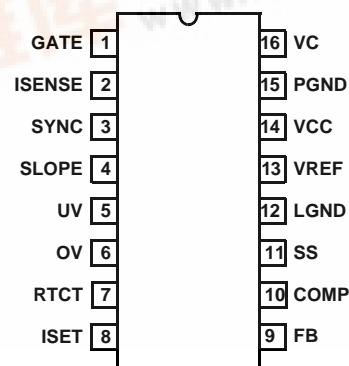 GATE 1 16 VC
ISENSE 2 15 PGND
SYNC 3 14 VCC
SLOPE 4 13 VREF
UV 5 12 LGND
OV 6 11 SS
RTCT 7 10 COMP
ISET 8 9 FB